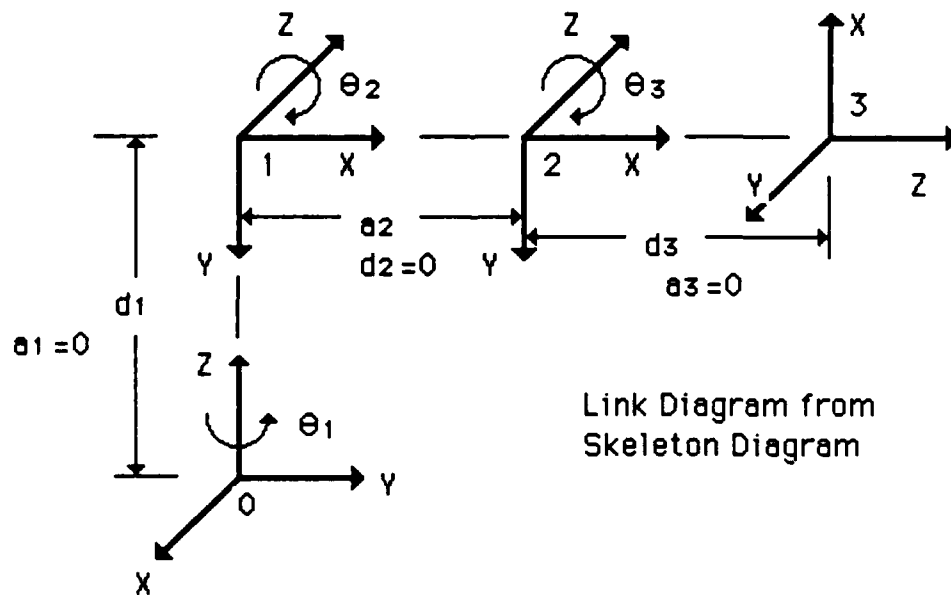 Z
Z
X
θ2
θ3
3
1
X
2
X
Y
Z
a2
d3
Y
d2=0
Y
a3=0
d1
a1=0
Z
θ1
Link Diagram from
Skeleton Diagram
Y
0
X